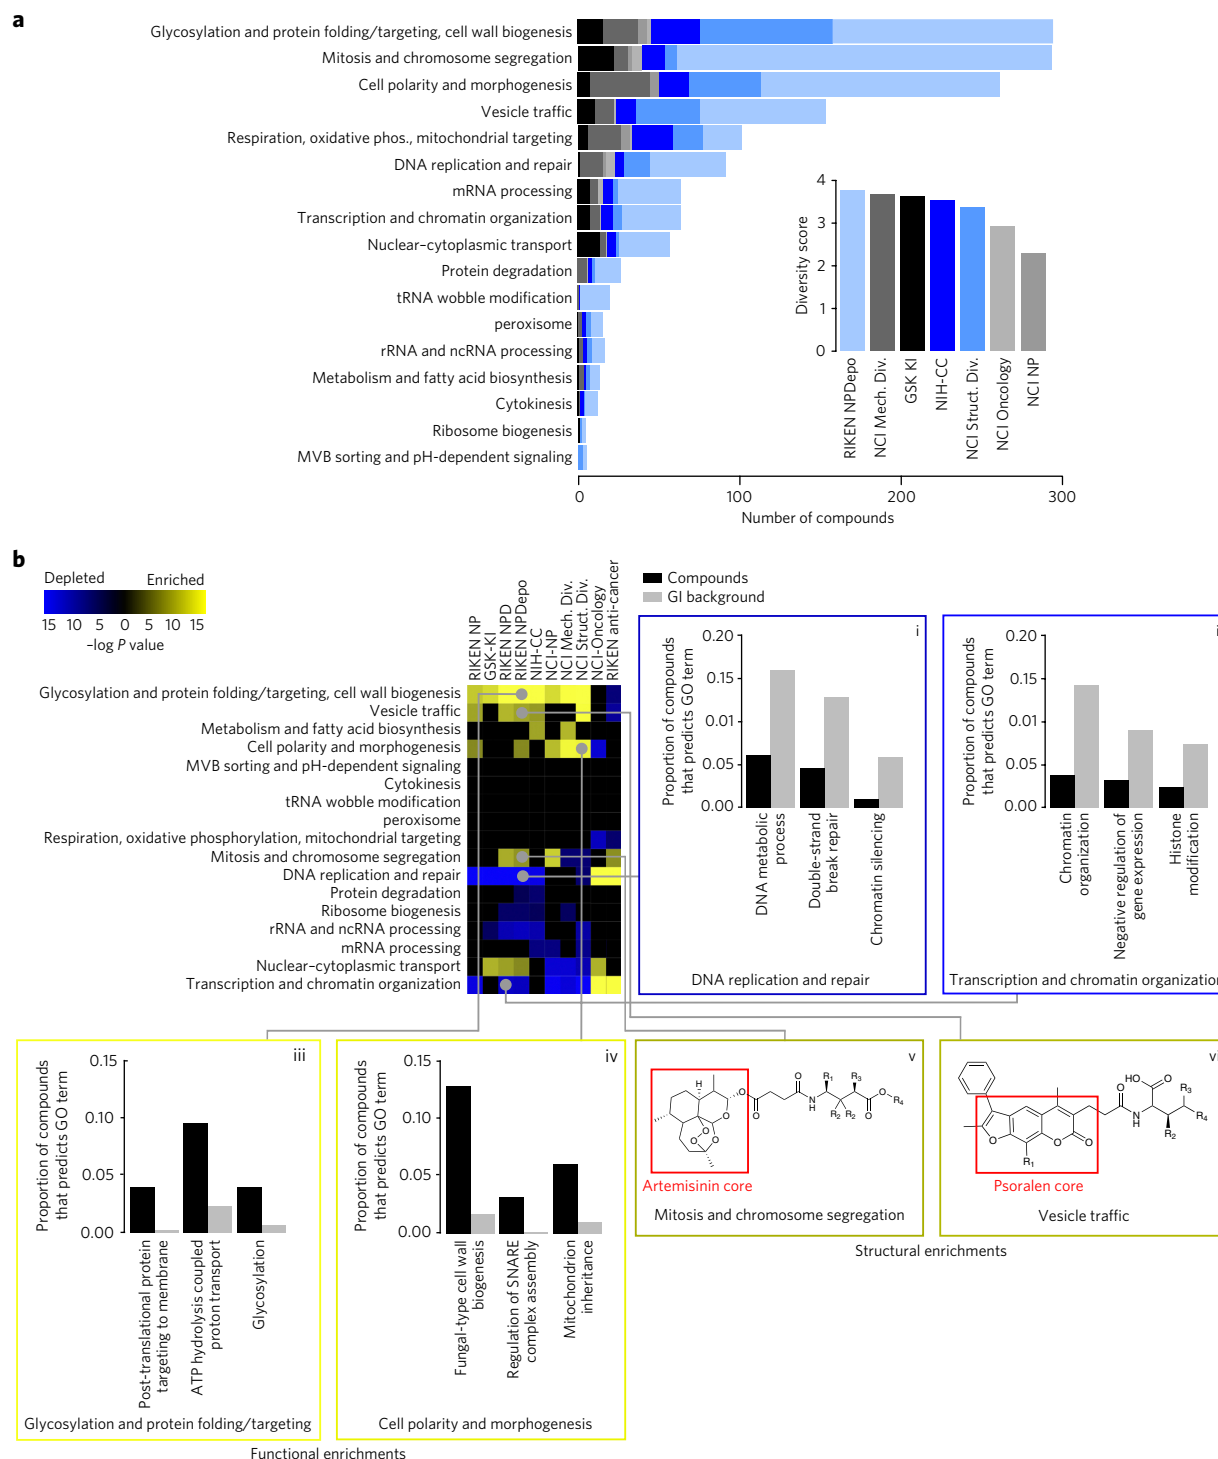 a
Glycosylation and protein folding/targeting, cell wall biogenesis
Mitosis and chromosome segregation
Cell polarity and morphogenesis
Vesicle traffic
Respiration, oxidative phos., mitochondrial targeting
DNA replication and repair
mRNA processing
Transcription and chromatin organization
Nuclear–cytoplasmic transport
Protein degradation
tRNA wobble modification
peroxisome
rRNA and ncRNA processing
Metabolism and fatty acid biosynthesis
Cytokinesis
Ribosome biogenesis
MVB sorting and pH-dependent signaling
0
100
200
300
Number of compounds
Diversity score
4
3
2
1
0
RIKEN NPDepo
NCI Mech. Div.
GSK KI
NIH-CC
NCI Struct. Div.
NCI Oncology
NCI NP
b
Depleted
Enriched
15 10 5 0 5 10 15
–log P value
RIKEN NP
GSK-KI
RIKEN NPD
RIKEN NPDepo
NIH-CC
NCI-NP
NCI Mech. Div.
NCI Struct. Div.
NCI-Oncology
RIKEN anti-cancer
Glycosylation and protein folding/targeting, cell wall biogenesis
Vesicle traffic
Metabolism and fatty acid biosynthesis
Cell polarity and morphogenesis
MVB sorting and pH-dependent signaling
Cytokinesis
tRNA wobble modification
peroxisome
Respiration, oxidative phosphorylation, mitochondrial targeting
Mitosis and chromosome segregation
DNA replication and repair
Protein degradation
Ribosome biogenesis
rRNA and ncRNA processing
mRNA processing
Nuclear–cytoplasmic transport
Transcription and chromatin organization
Compounds
GI background
i
Proportion of compounds
that predicts GO term
0.20
0.15
0.01
0.05
0.00
DNA metabolic
process
Double-strand
break repair
Chromatin silencing
DNA replication and repair
i
Proportion of compounds
that predicts GO term
0.20
0.15
0.01
0.05
0.00
Chromatin
organization
Negative regulation of
gene expression
Histone
modification
Transcription and chromatin organization
iii
Proportion of compounds
that predicts GO term
0.15
0.10
0.05
0.00
Post-translational protein
targeting to membrane
ATP hydrolysis coupled
proton transport
Glycosylation
Glycosylation and protein folding/targeting
iv
Proportion of compounds
that predicts GO term
0.15
0.10
0.05
0.00
Fungal-type cell wall
biogenesis
Regulation of SNARE
complex assembly
Mitochondrion
inheritance
Cell polarity and morphogenesis
Functional enrichments
v
H
O
O
O
O
O
O
O
N
H
R1
R2
R2
R3
O
O
R4
Artemisinin core
Mitosis and chromosome segregation
v
O
R1
O
O
O
N
H
HO
O
R2
R3
R4
Psoralen core
Vesicle traffic
Structural enrichments